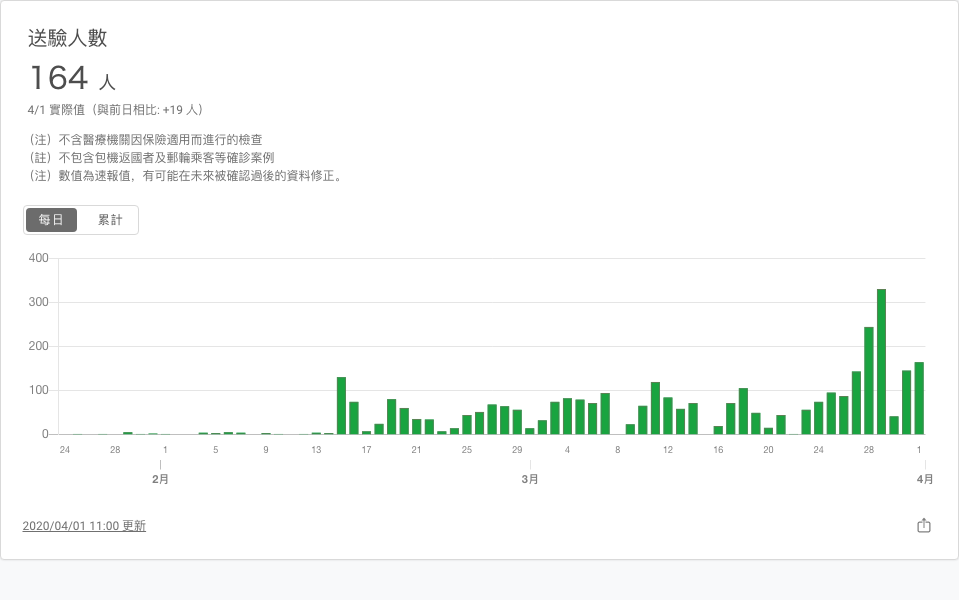 送驗人數
164 人
4/1 實際值（與前日相比: +19 人）
（注）不含醫療機關因保險適用而進行的檢查
（註）不包含包機返國者及郵輪乘客等確診案例
（注）數值為速報值，有可能在未來被確認過後的資料修正。
每日 累計
400
300
200
100
0
24 28 1 5 9 13 17 21 25 29 4 8 12 16 20 24 28 1
2月 3月 4月
2020/04/01 11:00 更新